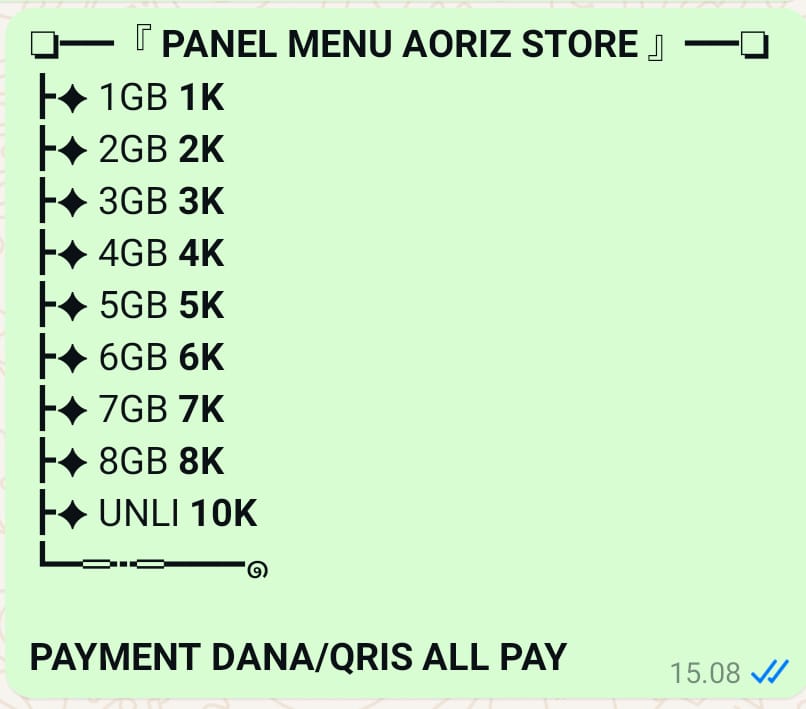 ❏━━『 PANEL MENU AORIZ STORE 』━━❏
┣✦ 1GB 1K
┣✦ 2GB 2K
┣✦ 3GB 3K
┣✦ 4GB 4K
┣✦ 5GB 5K
┣✦ 6GB 6K
┣✦ 7GB 7K
┣✦ 8GB 8K
┣✦ UNLI 10K
┗━═┅═━━━๑
PAYMENT DANA/QRIS ALL PAY
15.08